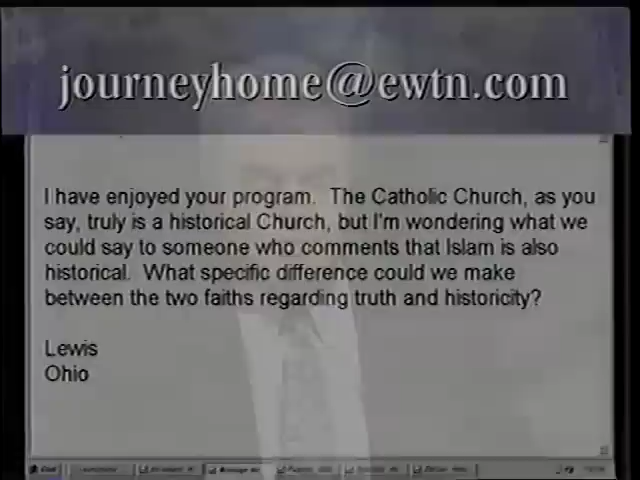 journeyhome@ewtn.com
I have enjoyed your program. The Catholic Church, as you
say, truly is a historical Church, but I'm wondering what we
could say to someone who comments that Islam is also
historical. What specific difference could we make
between the two faiths regarding truth and historicity?
Lewis
Ohio